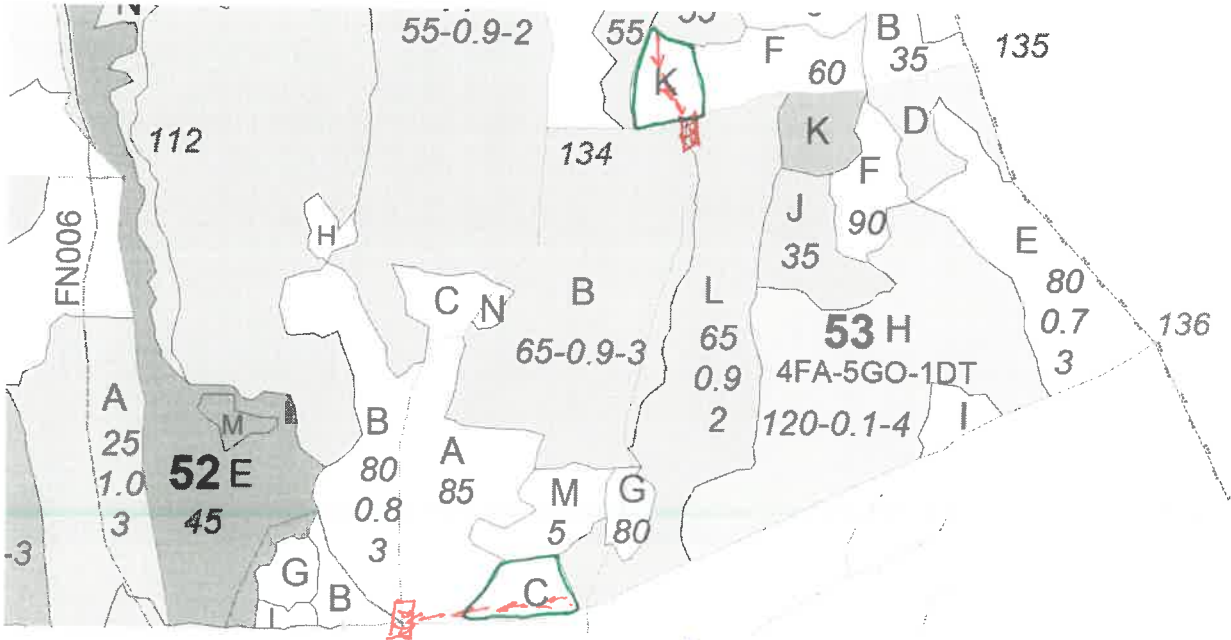 N
55-0.9-2
55
55
K
F
60
B
35
135
112
134
K
D
F
90
J
35
H
FN006
C
N
B
65-0.9-3
L
65
0.9
2
53 H
4FA-5GO-1DT
120-0.1-4
E
80
0.7
3
136
A
25
1.0
3
M
52 E
45
B
80
0.8
3
A
85
M
5
G
80
I
-3
G
B
C